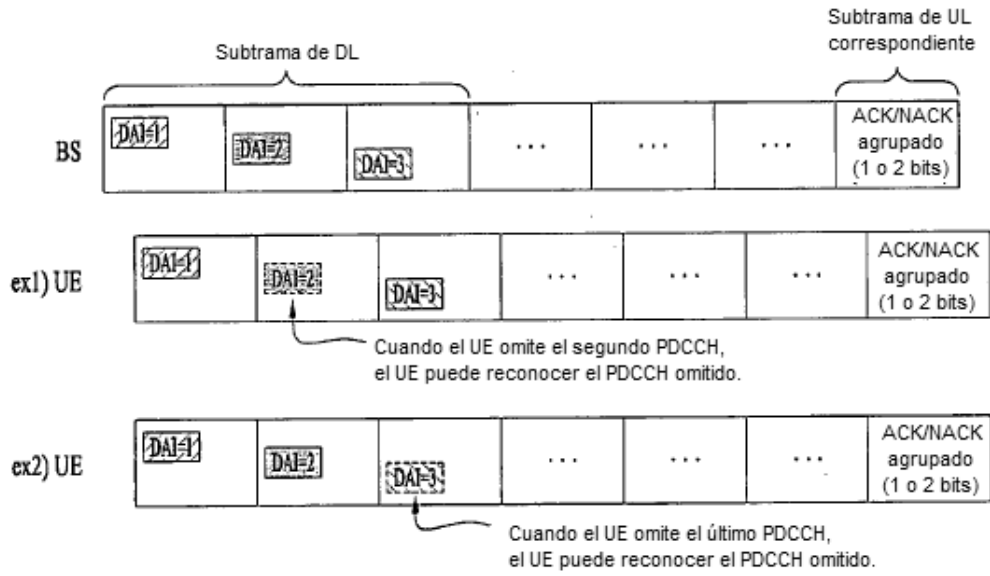 Subtrama de DL
Subtrama de UL
correspondiente
BS
DAI=1
DAI=2
DAI=3
...
...
...
ACK/NACK
agrupado
(1 o 2 bits)
ex1) UE
DAI=1
DAI=2
DAI=3
...
...
...
ACK/NACK
agrupado
(1 o 2 bits)
Cuando el UE omite el segundo PDCCH,
el UE puede reconocer el PDCCH omitido.
ex2) UE
DAI=1
DAI=2
DAI=3
...
...
...
ACK/NACK
agrupado
(1 o 2 bits)
Cuando el UE omite el último PDCCH,
el UE puede reconocer el PDCCH omitido.